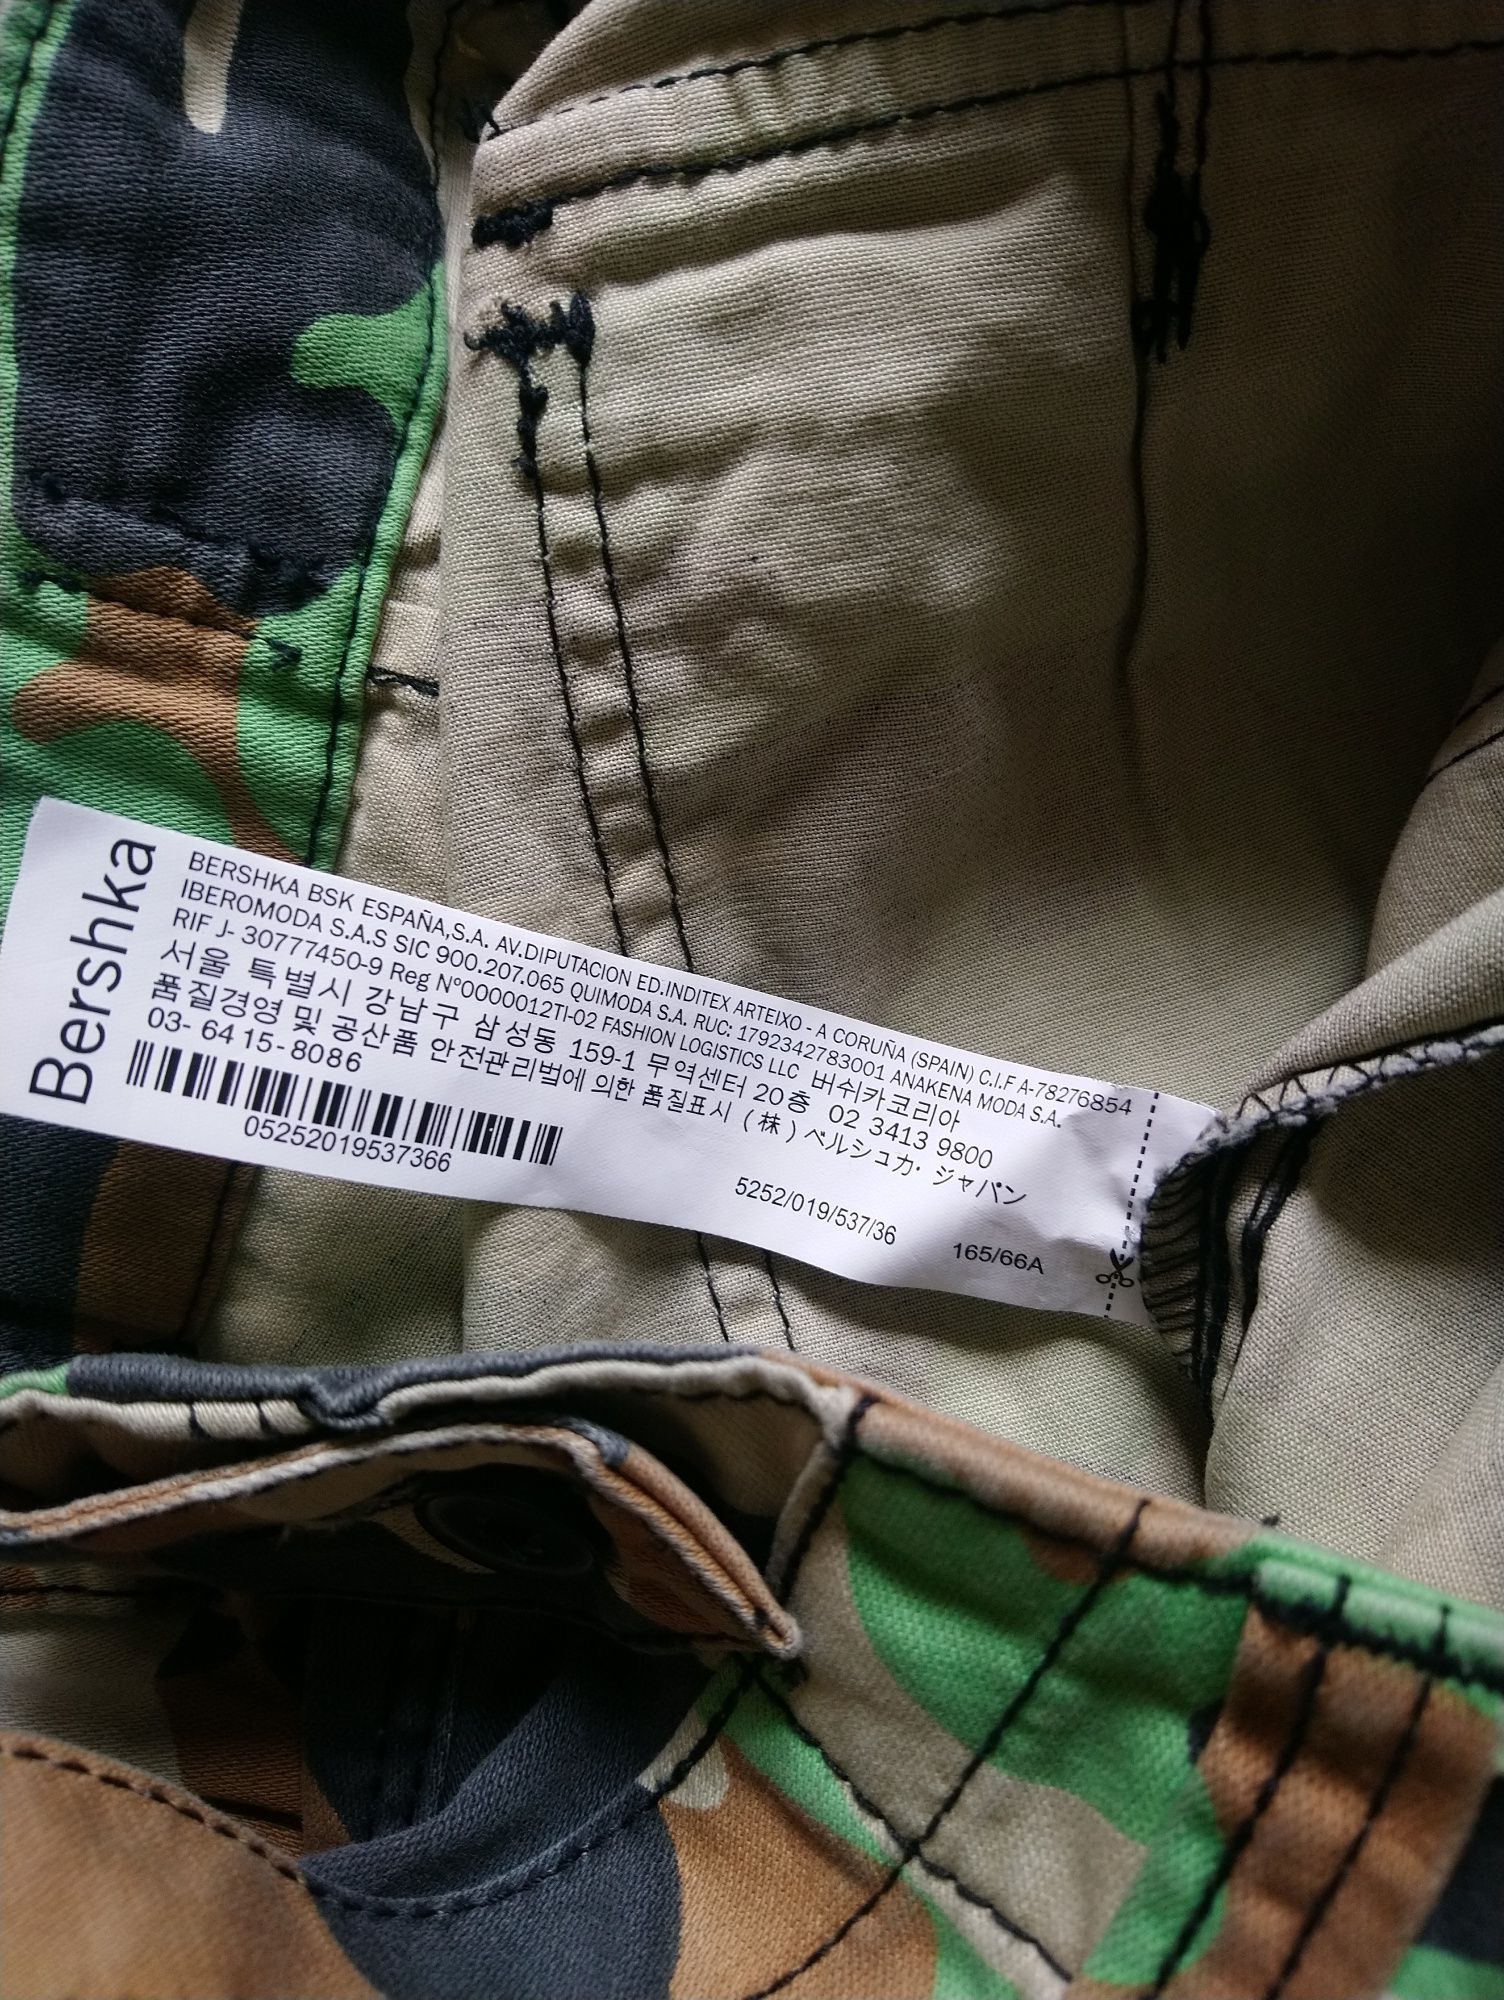 Bershka
BERSHKA BSK ESPAÑA,S.A. AV.DIPUTACION ED.INDITEX ARTEIXO - A CORUÑA (SPAIN) C.I.F A-78276854
IBEROMODA S.A.S SIC 900.207.065 QUIMODA S.A. RUC: 1792342783001 ANAKENA MODA S.A.
RIF J- 30777450-9 Reg Nº0000012TI-02 FASHION LOGISTICS LLC 버쉬카코리아
서울 특별시 강남구 삼성동 159-1 무역센터 20층 02 3413 9800
품질경영 및 공산품 안전관리법에 의한 품질표시 (株)ベルシュカ・ジャパン
03- 64 15-8086
05252019537366
5252/019/537/36
165/66A